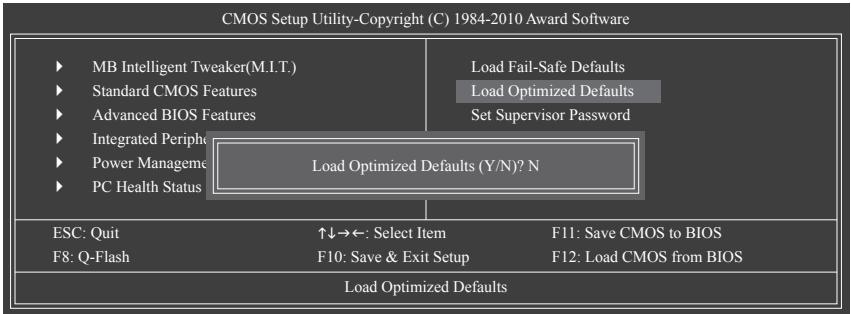 CMOS Setup Utility-Copyright (C) 1984-2010 Award Software
MB Intelligent Tweaker(M.I.T.)
Standard CMOS Features
Advanced BIOS Features
Integrated Periphe
Power Manageme
PC Health Status
Load Fail-Safe Defaults
Load Optimized Defaults
Set Supervisor Password
Load Optimized Defaults (Y/N)? N
ESC: Quit ↑↓→←: Select Item F11: Save CMOS to BIOS
F8: Q-Flash F10: Save & Exit Setup F12: Load CMOS from BIOS
Load Optimized Defaults